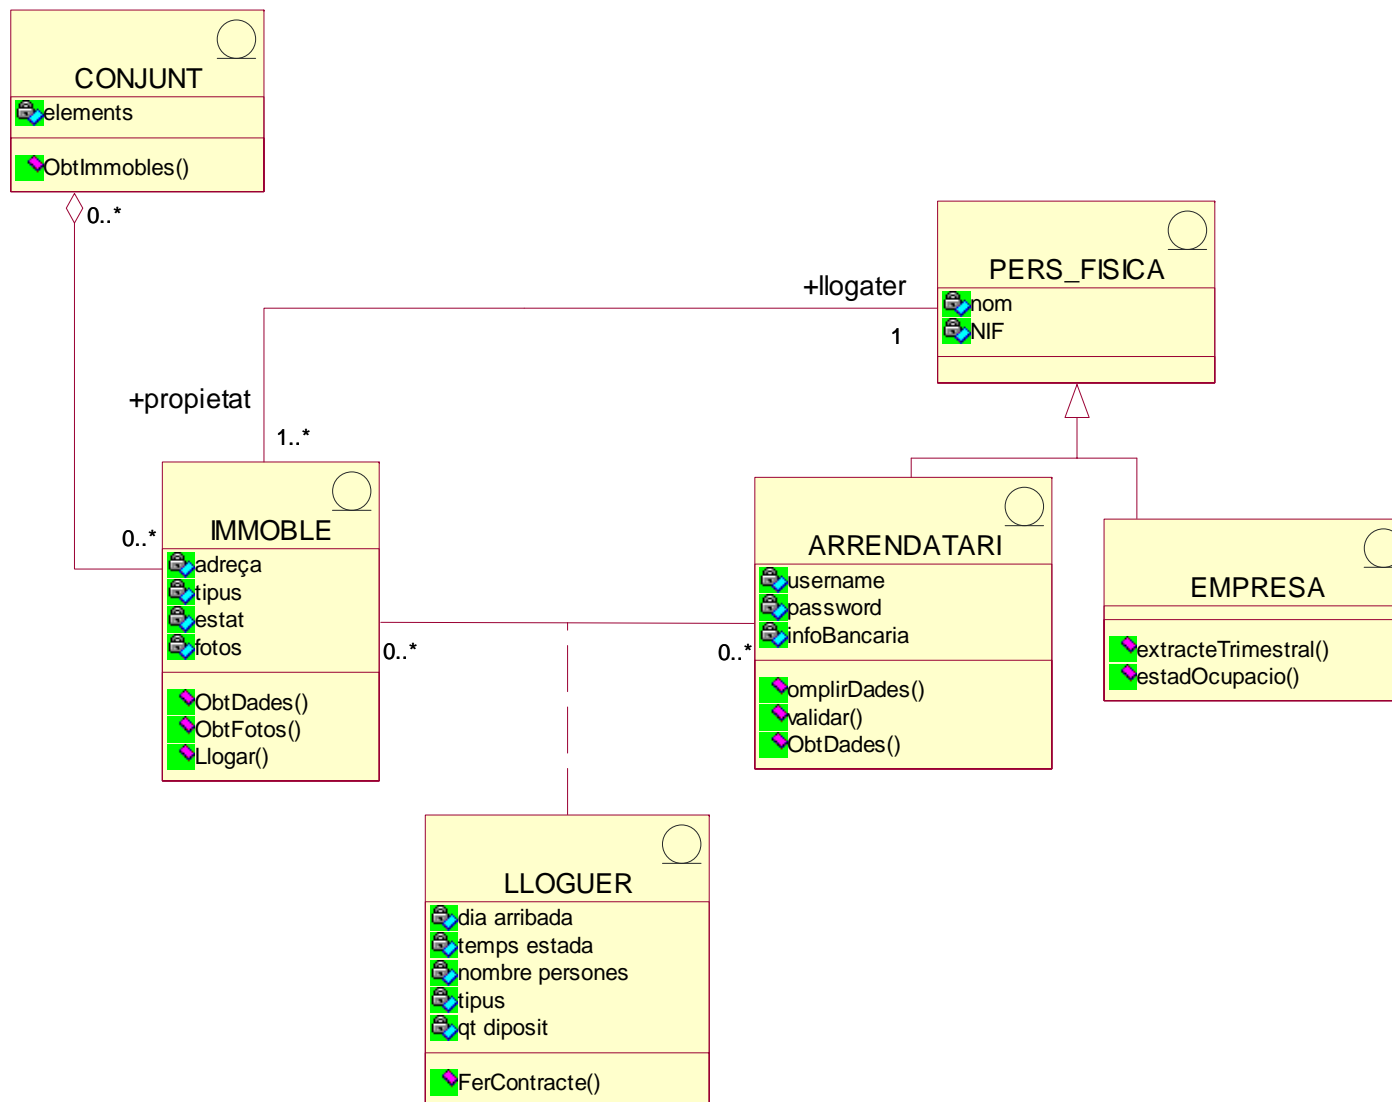 CONJUNT
elements
ObtImmobles()
0..*
PERS_FISICA
nom
NIF
+llogater
1
+propietat
1..*
0..*
IMMOBLE
adreça
tipus
estat
fotos
ObtDades()
ObtFotos()
Llogar()
0..*
0..*
ARRENDATARI
username
password
infoBancaria
omplirDades()
validar()
ObtDades()
EMPRESA
extracteTrimestral()
estadOcupacio()
LLOGUER
dia arribada
temps estada
nombre persones
tipus
qt diposit
FerContracte()